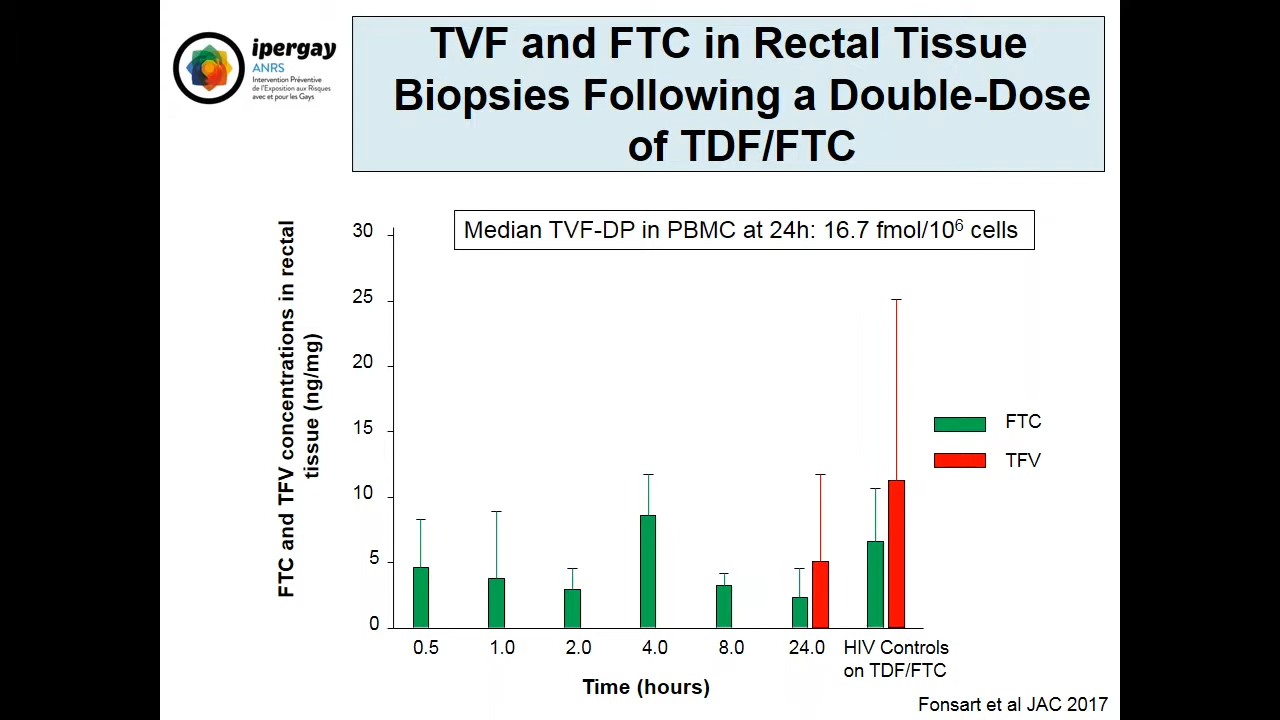 ipergay
ANRS
Intervention Préventive
de l'Exposition aux Risques
avec et pour les Gays
TVF and FTC in Rectal Tissue
Biopsies Following a Double-Dose
of TDF/FTC
Median TVF-DP in PBMC at 24h: 16.7 fmol/10⁶ cells
FTC and TFV concentrations in rectal
tissue (ng/mg)
30
25
20
15
10
5
0
FTC
TFV
0.5 1.0 2.0 4.0 8.0 24.0 HIV Controls
on TDF/FTC
Time (hours)
Fonsart et al JAC 2017